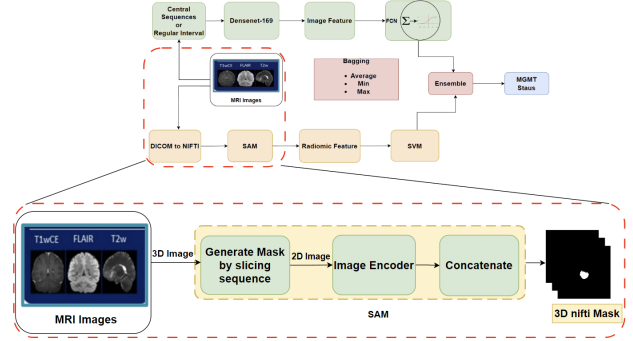 Central
Sequences
or
Regular Interval
Densenet-169
Image Feature
FCN
Σ
T1wCE FLAIR T2w
MRI Images
Bagging
Average
Min
Max
Ensemble
MGMT
Staus
DICOM to NIFTI
SAM
Radiomic Feature
SVM
T1wCE FLAIR T2w
MRI Images
3D Image
Generate Mask
by slicing
sequence
2D Image
Image Encoder
Concatenate
SAM
3D nifti Mask